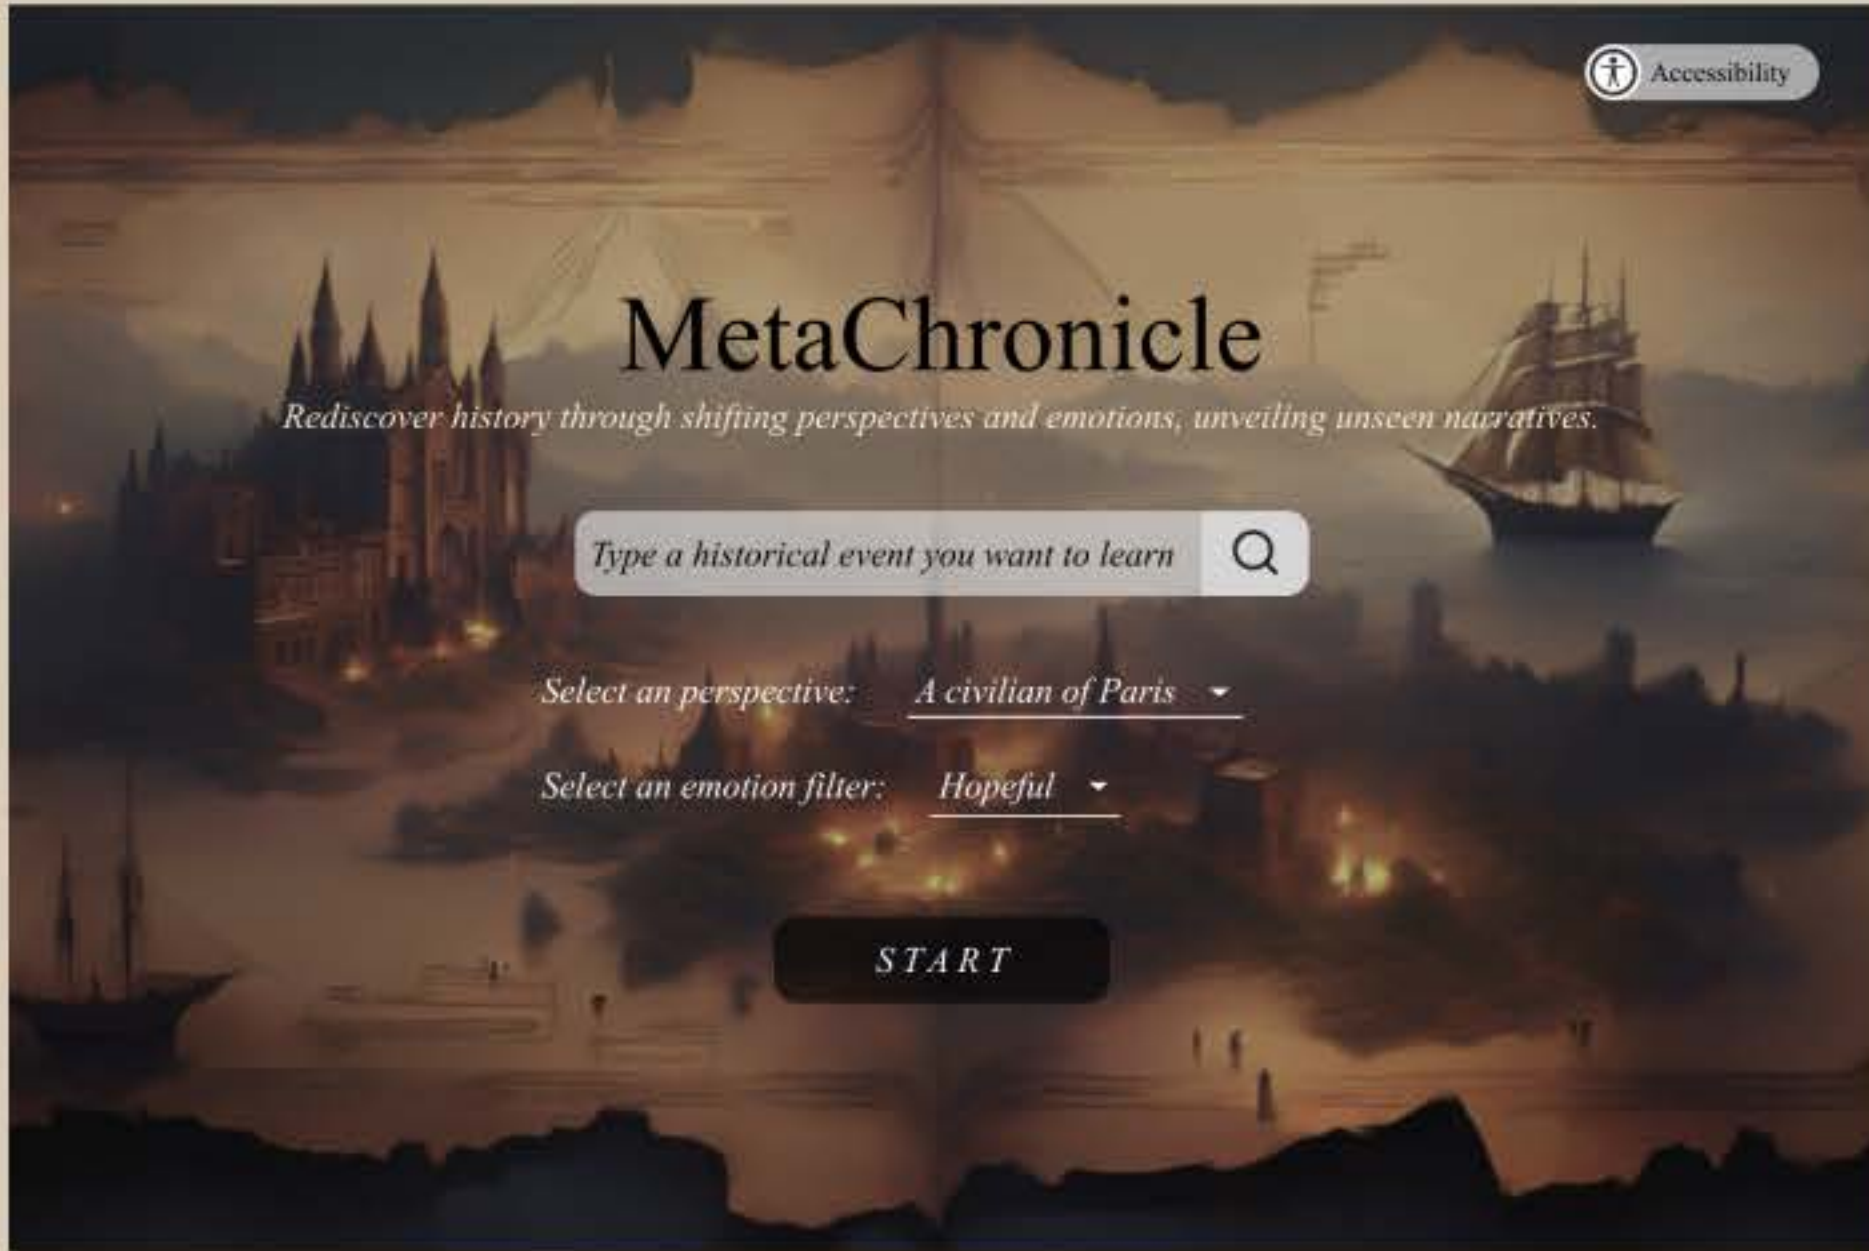 Accessibility
MetaChronicle
Rediscover history through shifting perspectives and emotions, unveiling unseen narratives.
Type a historical event you want to learn
Select an perspective: A civilian of Paris
Select an emotion filter: Hopeful
START